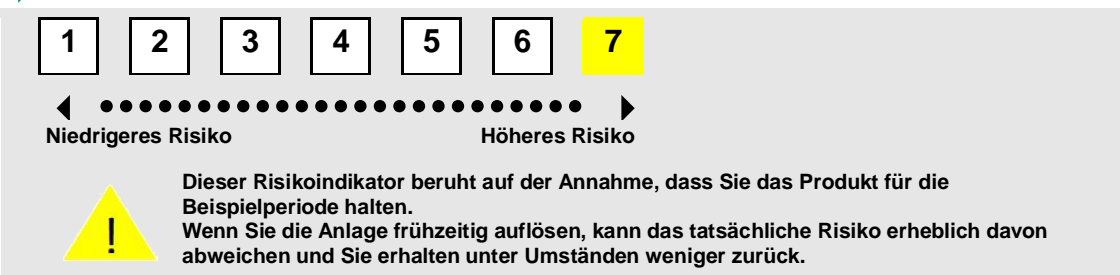 1 2 3 4 5 6 7
Niedrigeres Risiko Höheres Risiko
Dieser Risikoindikator beruht auf der Annahme, dass Sie das Produkt für die
Beispielperiode halten.
Wenn Sie die Anlage frühzeitig auflösen, kann das tatsächliche Risiko erheblich davon
abweichen und Sie erhalten unter Umständen weniger zurück.
!